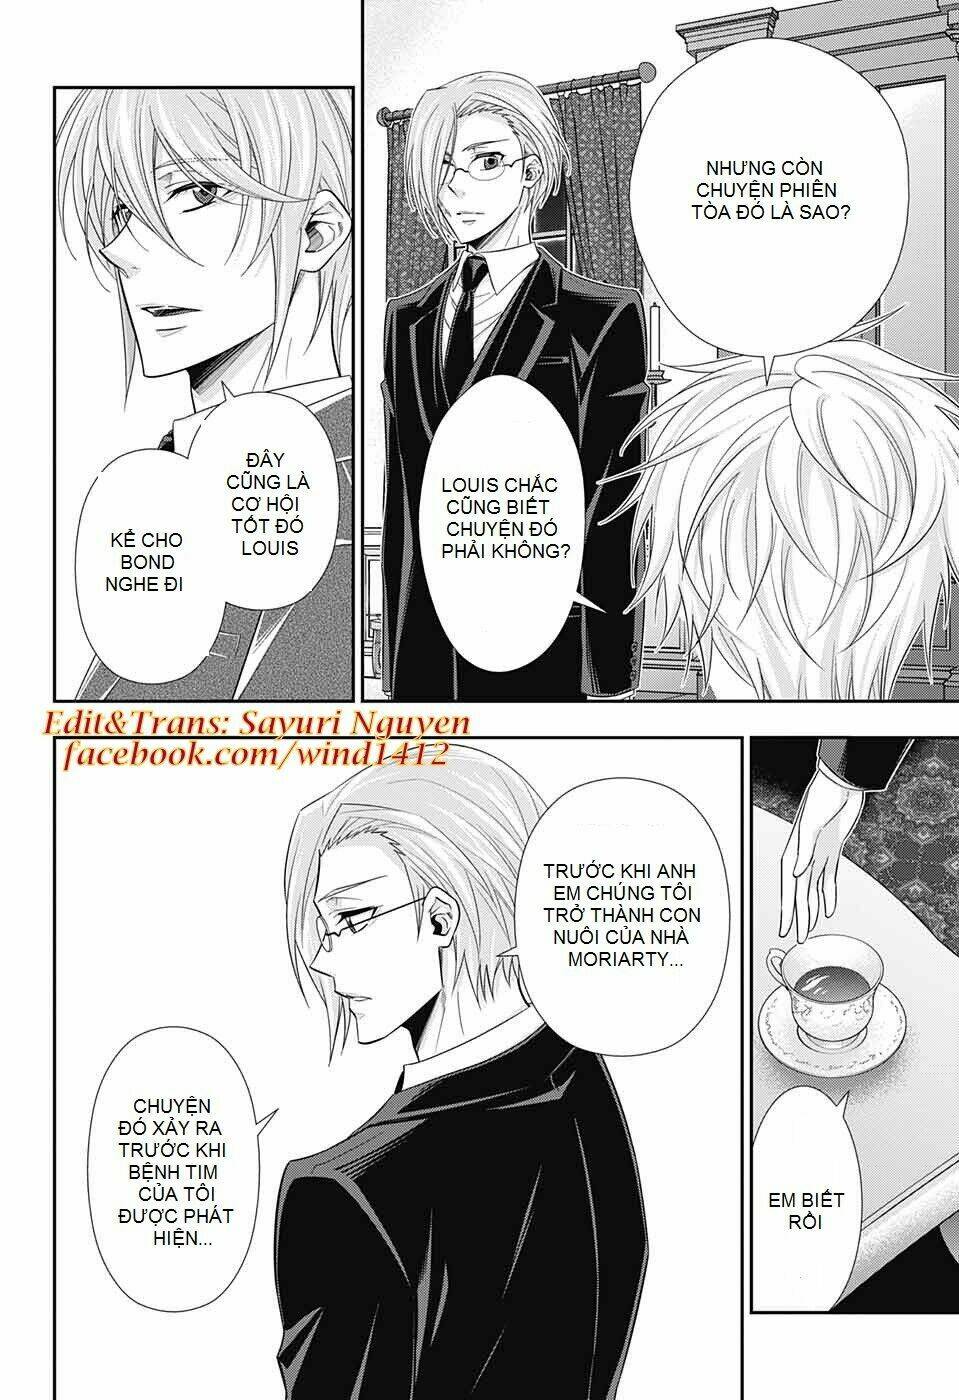 NHƯNG CÒN
CHUYỆN PHIÊN
TÒA ĐÓ LÀ SAO?
LOUIS CHẮC
CŨNG BIẾT
CHUYỆN ĐÓ
PHẢI KHÔNG?
ĐÂY
CŨNG LÀ
CƠ HỘI
TỐT ĐÓ
LOUIS
KỂ CHO
BOND
NGHE ĐI
Edit&Trans: Sayuri Nguyen
facebook.com/wind1412
EM BIẾT
RỒI
TRƯỚC KHI ANH
EM CHÚNG TÔI
TRỞ THÀNH CON
NUÔI CỦA NHÀ
MORIARTY...
CHUYỆN
ĐÓ XẢY RA
TRƯỚC KHI
BỆNH TIM
CỦA TÔI
ĐƯỢC PHÁT
HIỆN...